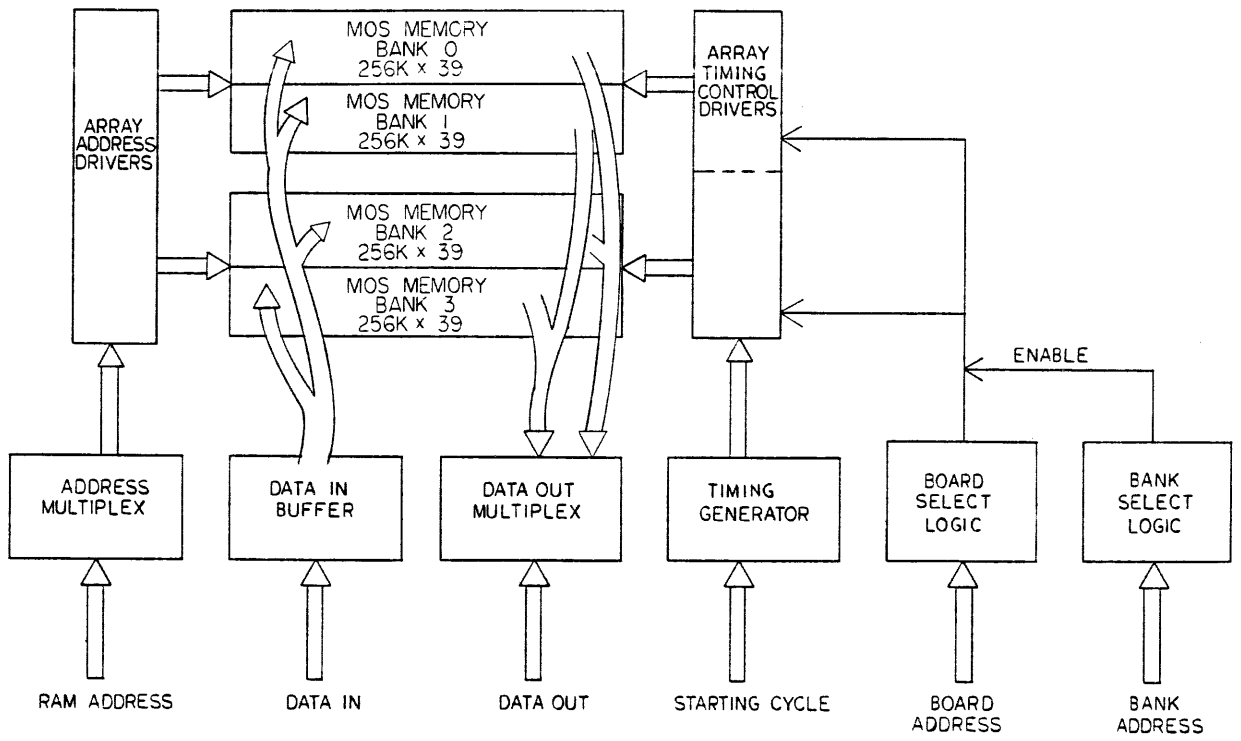 MOS MEMORY
BANK 0
256K × 39
MOS MEMORY
BANK 1
256K × 39
MOS MEMORY
BANK 2
256K × 39
MOS MEMORY
BANK 3
256K × 39
ARRAY
ADDRESS
DRIVERS
ARRAY
TIMING
CONTROL
DRIVERS
ENABLE
ADDRESS
MULTIPLEX
DATA IN
BUFFER
DATA OUT
MULTIPLEX
TIMING
GENERATOR
BOARD
SELECT
LOGIC
BANK
SELECT
LOGIC
RAM ADDRESS
DATA IN
DATA OUT
STARTING CYCLE
BOARD
ADDRESS
BANK
ADDRESS